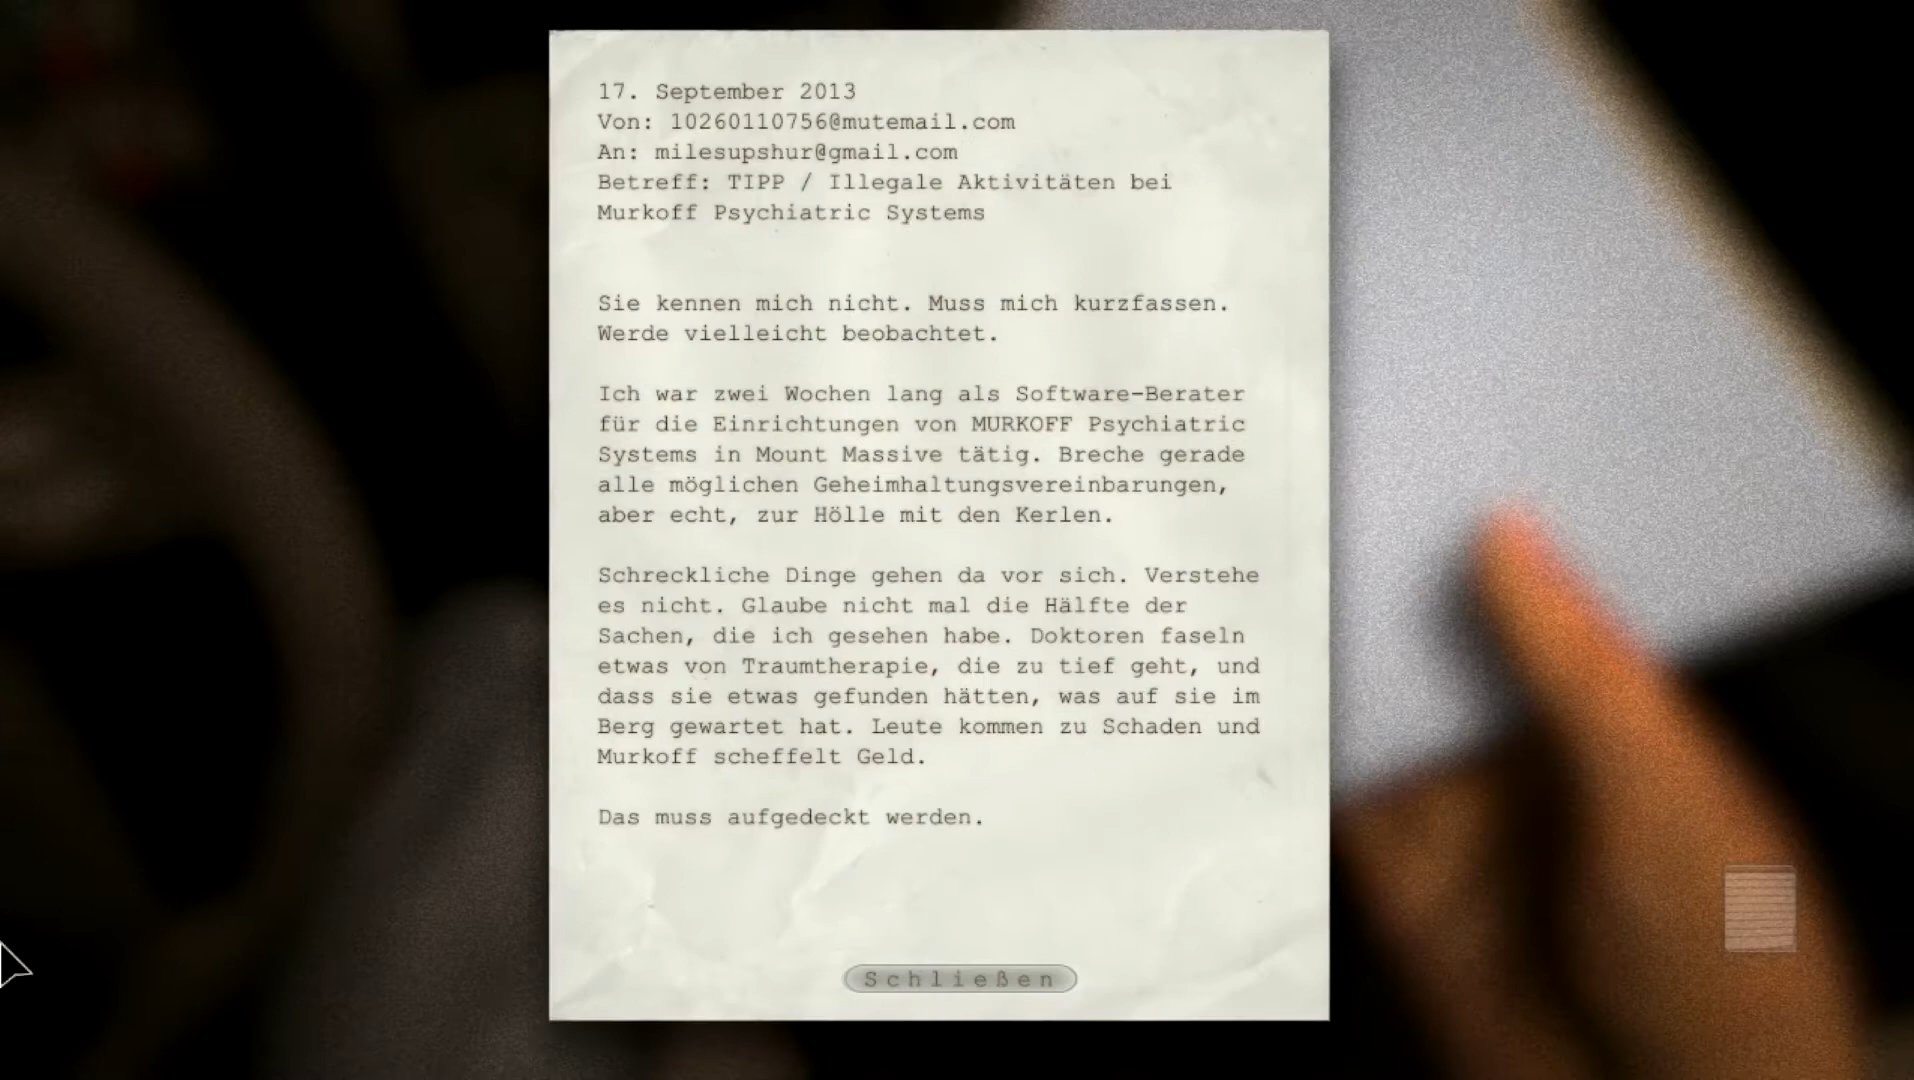 17. September 2013
Von: 10260110756@mutemail.com
An: milesupshur@gmail.com
Betreff: TIPP / Illegale Aktivitäten bei
Murkoff Psychiatric Systems
Sie kennen mich nicht. Muss mich kurzfassen.
Werde vielleicht beobachtet.
Ich war zwei Wochen lang als Software-Berater
für die Einrichtungen von MURKOFF Psychiatric
Systems in Mount Massive tätig. Breche gerade
alle möglichen Geheimhaltungsvereinbarungen,
aber echt, zur Hölle mit den Kerlen.
Schreckliche Dinge gehen da vor sich. Verstehe
es nicht. Glaube nicht mal die Hälfte der
Sachen, die ich gesehen habe. Doktoren faseln
etwas von Traumtherapie, die zu tief geht, und
dass sie etwas gefunden hätten, was auf sie im
Berg gewartet hat. Leute kommen zu Schaden und
Murkoff scheffelt Geld.
Das muss aufgedeckt werden.
Schließen